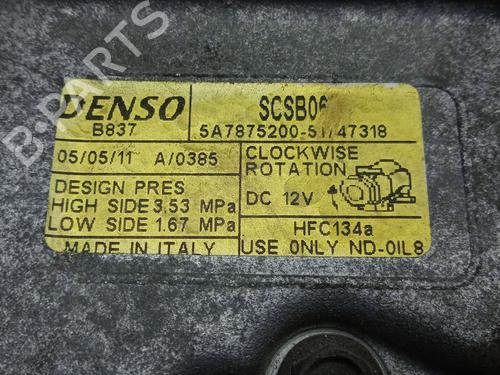 DENSO
SCSB06
B837
5A7875200-51/47318
05/05/11 A/0385
CLOCKWISE
ROTATION
DESIGN PRES
HIGH SIDE 3.53 MPa
LOW SIDE 1.67 MPa
DC 12V
HFC134a
MADE IN ITALY
USE ONLY ND-OIL8